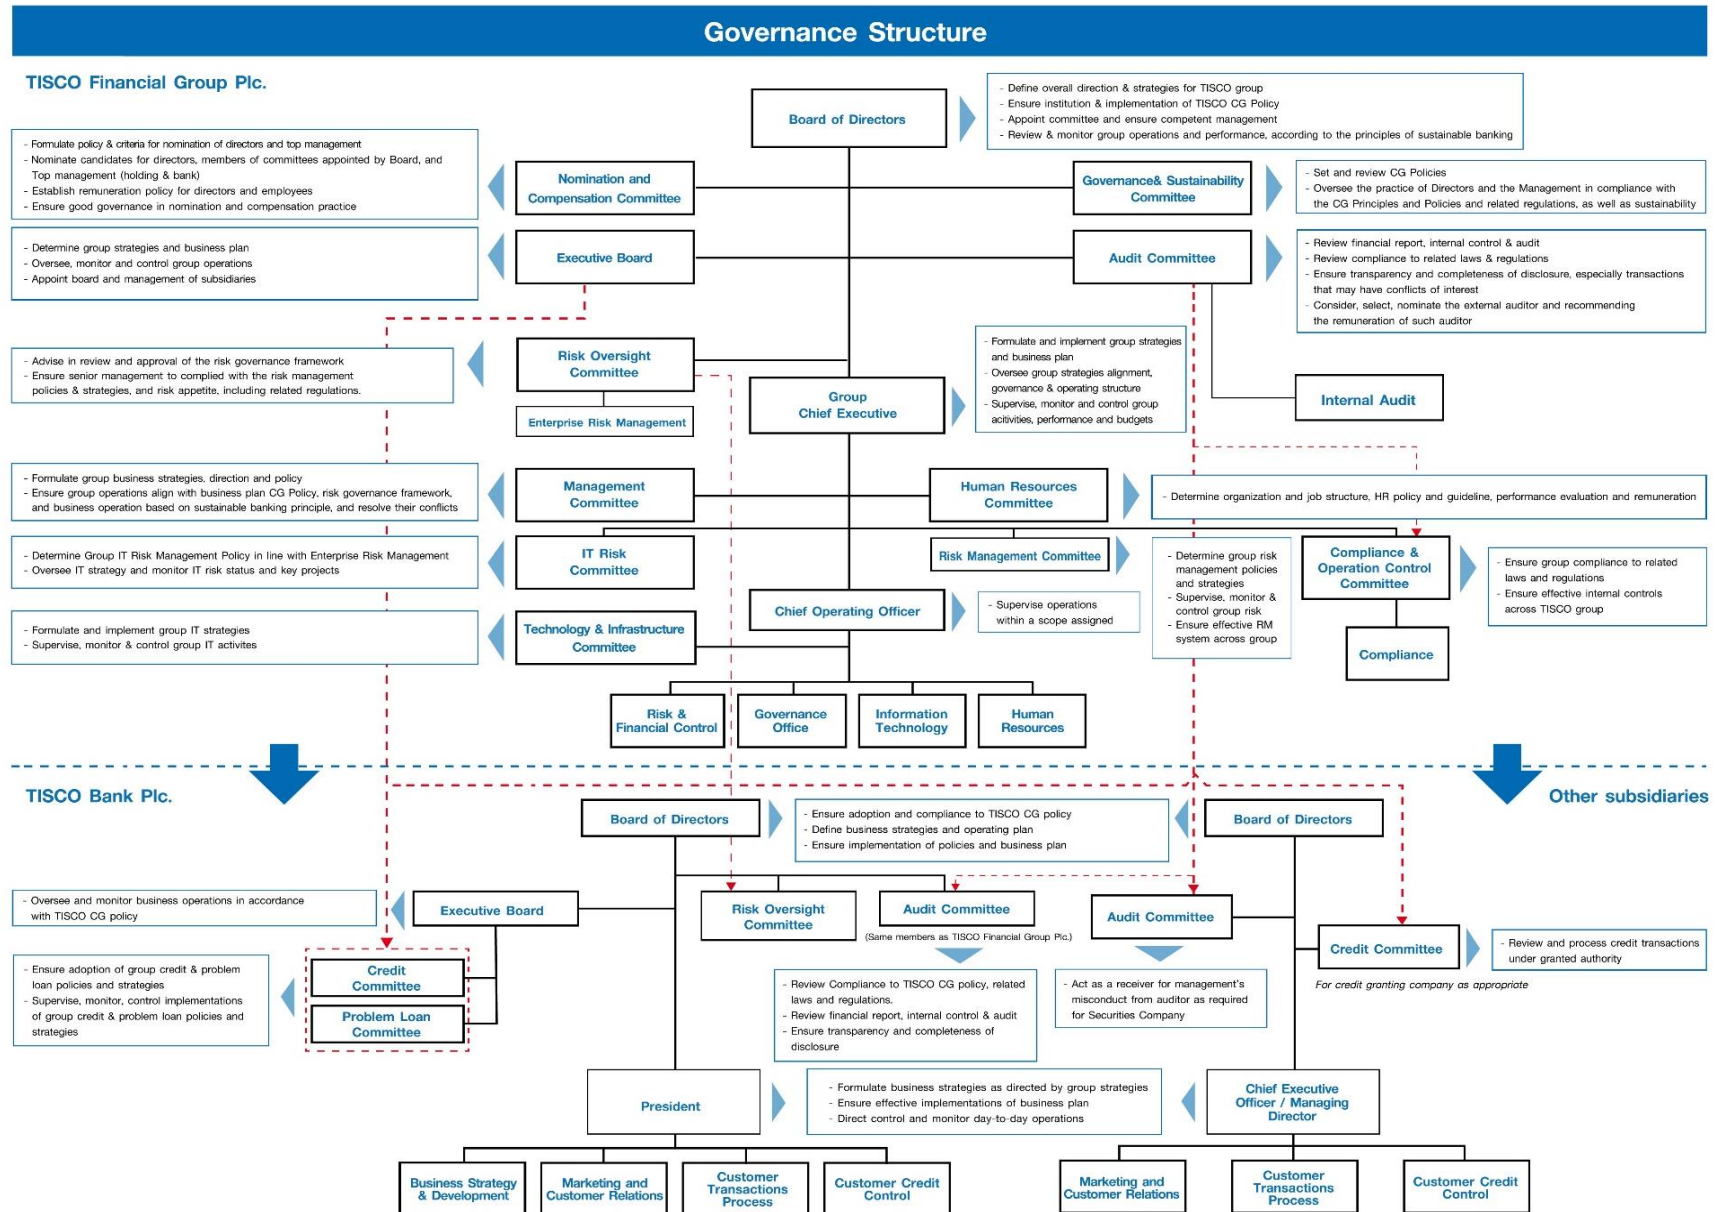 Governance Structure
TISCO Financial Group Plc.
Board of Directors
- Define overall direction & strategies for TISCO group
- Ensure institution & implementation of TISCO CG Policy
- Appoint committee and ensure competent management
- Review & monitor group operations and performance, according to the principles of sustainable banking
- Formulate policy & criteria for nomination of directors and top management
- Nominate candidates for directors, members of committees appointed by Board, and
Top management (holding & bank)
- Establish remuneration policy for directors and employees
- Ensure good governance in nomination and compensation practice
Nomination and
Compensation Committee
Governance& Sustainability
Committee
- Set and review CG Policies
- Oversee the practice of Directors and the Management in compliance with
the CG Principles and Policies and related regulations, as well as sustainability
- Determine group strategies and business plan
- Oversee, monitor and control group operations
- Appoint board and management of subsidiaries
Executive Board
Audit Committee
- Review financial report, internal control & audit
- Review compliance to related laws & regulations
- Ensure transparency and completeness of disclosure, especially transactions
that may have conflicts of interest
- Consider, select, nominate the external auditor and recommending
the remuneration of such auditor
- Advise in review and approval of the risk governance framework
- Ensure senior management to complied with the risk management
policies & strategies, and risk appetite, including related regulations.
Risk Oversight
Committee
Enterprise Risk Management
Group
Chief Executive
- Formulate and implement group strategies
and business plan
- Oversee group strategies alignment,
governance & operating structure
- Supervise, monitor and control group
acitivities, performance and budgets
Internal Audit
- Formulate group business strategies, direction and policy
- Ensure group operations align with business plan CG Policy, risk governance framework,
and business operation based on sustainable banking principle, and resolve their conflicts
Management
Committee
Human Resources
Committee
- Determine organization and job structure, HR policy and guideline, performance evaluation and remuneration
- Determine Group IT Risk Management Policy in line with Enterprise Risk Management
- Oversee IT strategy and monitor IT risk status and key projects
IT Risk
Committee
Risk Management Committee
- Determine group risk
management policies
and strategies
- Supervise, monitor &
control group risk
- Ensure effective RM
system across group
Compliance &
Operation Control
Committee
- Ensure group compliance to related
laws and regulations
- Ensure effective internal controls
across TISCO group
Chief Operating Officer
- Supervise operations
within a scope assigned
- Formulate and implement group IT strategies
- Supervise, monitor & control group IT activites
Technology & Infrastructure
Committee
Compliance
Risk &
Financial Control
Governance
Office
Information
Technology
Human
Resources
TISCO Bank Plc.
Other subsidiaries
Board of Directors
- Ensure adoption and compliance to TISCO CG policy
- Define business strategies and operating plan
- Ensure implementation of policies and business plan
Board of Directors
- Oversee and monitor business operations in accordance
with TISCO CG policy
Executive Board
Risk Oversight
Committee
Audit Committee
(Same members as TISCO Financial Group Plc.)
Audit Committee
Credit Committee
- Review and process credit transactions
under granted authority
For credit granting company as appropriate
- Ensure adoption of group credit & problem
loan policies and strategies
- Supervise, monitor, control implementations
of group credit & problem loan policies and
strategies
Credit
Committee
Problem Loan
Committee
- Review Compliance to TISCO CG policy, related
laws and regulations.
- Review financial report, internal control & audit
- Ensure transparency and completeness of
disclosure
- Act as a receiver for management's
misconduct from auditor as required
for Securities Company
President
- Formulate business strategies as directed by group strategies
- Ensure effective implementations of business plan
- Direct control and monitor day-to-day operations
Chief Executive
Officer / Managing
Director
Business Strategy
& Development
Marketing and
Customer Relations
Customer
Transactions
Process
Customer Credit
Control
Marketing and
Customer Relations
Customer
Transactions
Process
Customer Credit
Control